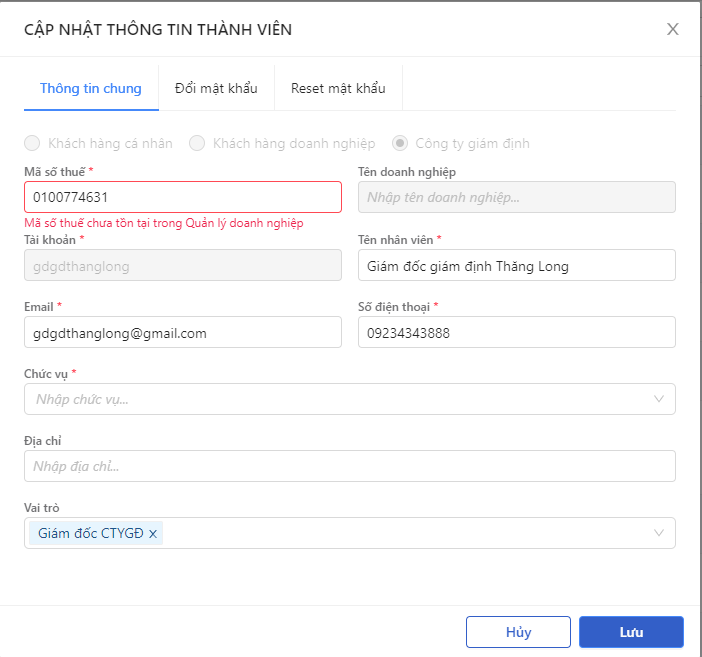 CẬP NHẬT THÔNG TIN THÀNH VIÊN
Thông tin chung Đổi mật khẩu Reset mật khẩu
Khách hàng cá nhân Khách hàng doanh nghiệp Công ty giám định
Mã số thuế * Tên doanh nghiệp
0100774631 Nhập tên doanh nghiệp...
Mã số thuế chưa tồn tại trong Quản lý doanh nghiệp
Tài khoản * Tên nhân viên *
gdgdthanglong Giám đốc giám định Thăng Long
Email * Số điện thoại *
gdgdthanglong@gmail.com 09234343888
Chức vụ *
Nhập chức vụ...
Địa chỉ
Nhập địa chỉ...
Vai trò
Giám đốc CTYGĐ x
Hủy Lưu